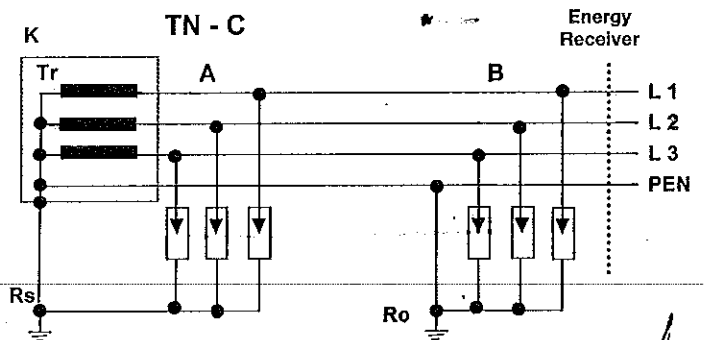 TN - C
Energy
Receiver
K
Tr
A
B
L 1
L 2
L 3
PEN
Rs
Ro